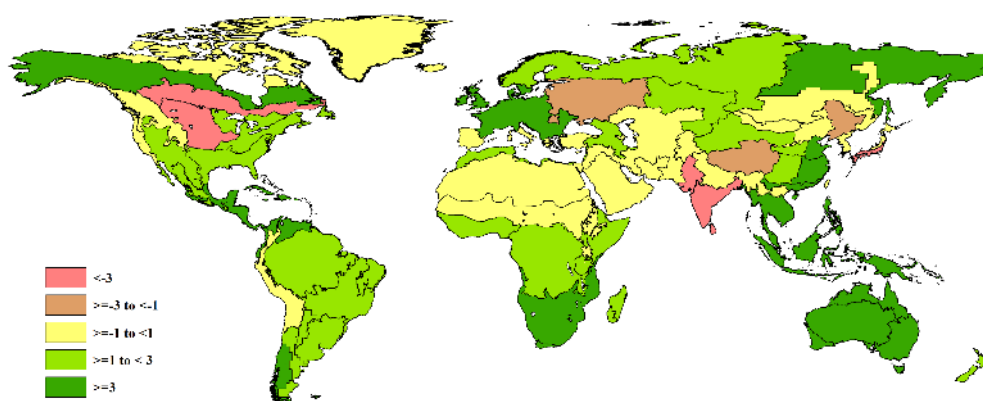 <-3
>=-3 to <-1
>=-1 to <1
>=1 to < 3
>=3